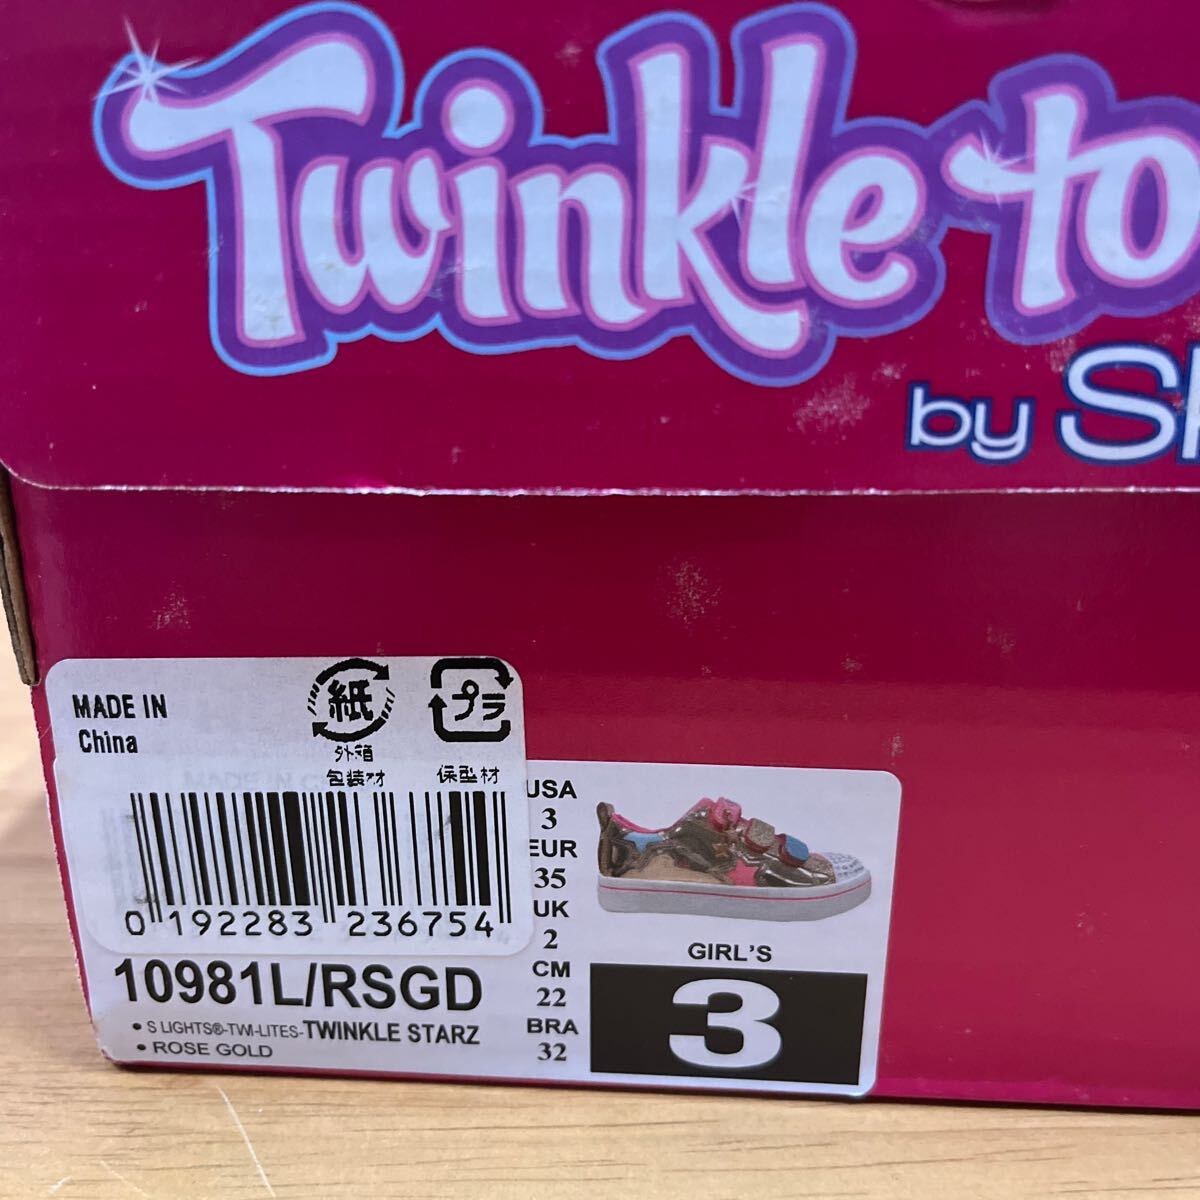 Twinkle to
by Sk
MADE IN
China
紙
外箱
包装材
プラ
保型材
0 192283 236754
10981L/RSGD
• S LIGHTS®-TWI-LITES-TWINKLE STARZ
• ROSE GOLD
USA
3
EUR
35
UK
2
CM
22
BRA
32
GIRL'S
3